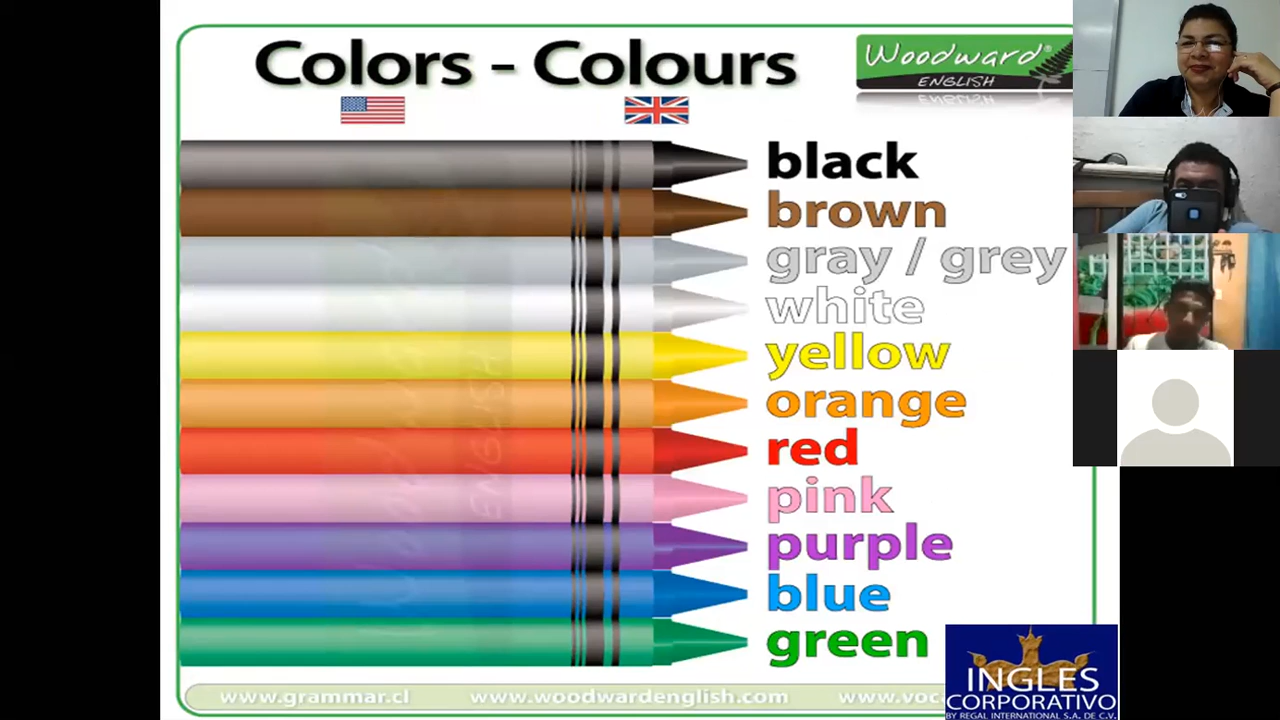 Colors - Colours
Woodward®
ENGLISH
black
brown
gray / grey
white
yellow
orange
red
pink
purple
blue
green
www.grammar.cl www.woodwardenglish.com
INGLES
CORPORATIVO
BY REGAL INTERNATIONAL S.A. DE C.V.